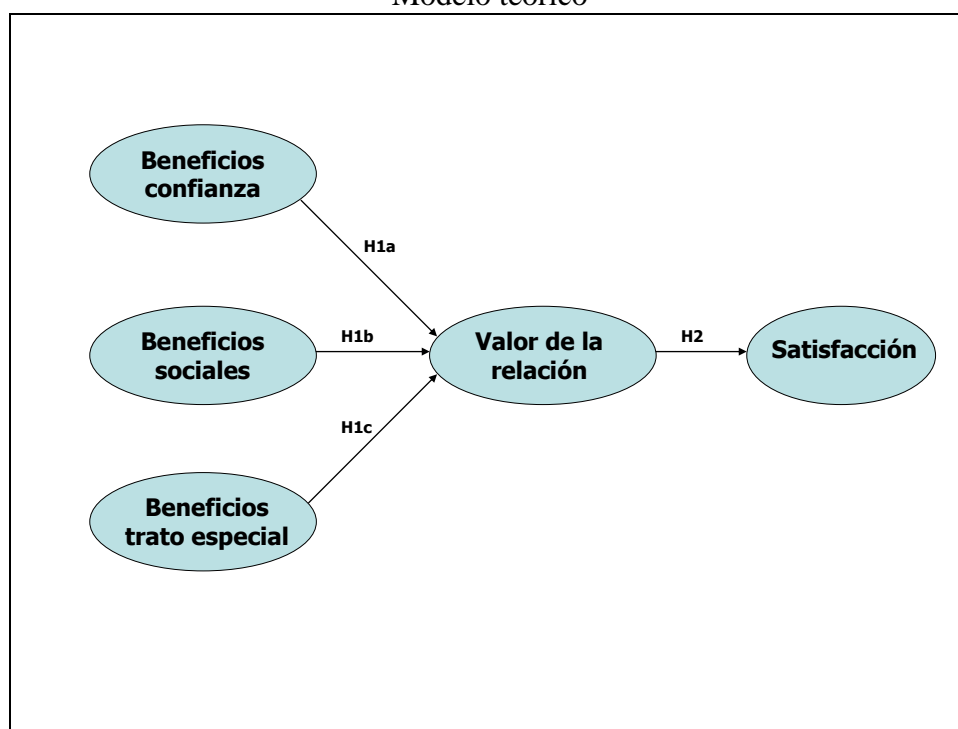 Modelo teórico
Beneficios
confianza
H1a
Beneficios
sociales
H1b
Valor de la
relación
H2
Satisfacción
H1c
Beneficios
trato especial